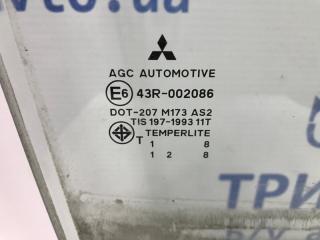 AGC AUTOMOTIVE
E6 43R-002086
DOT-207 M173 AS2
TIS 197-1993 11T
TEMPERLITE
T 1 8
1 2 8